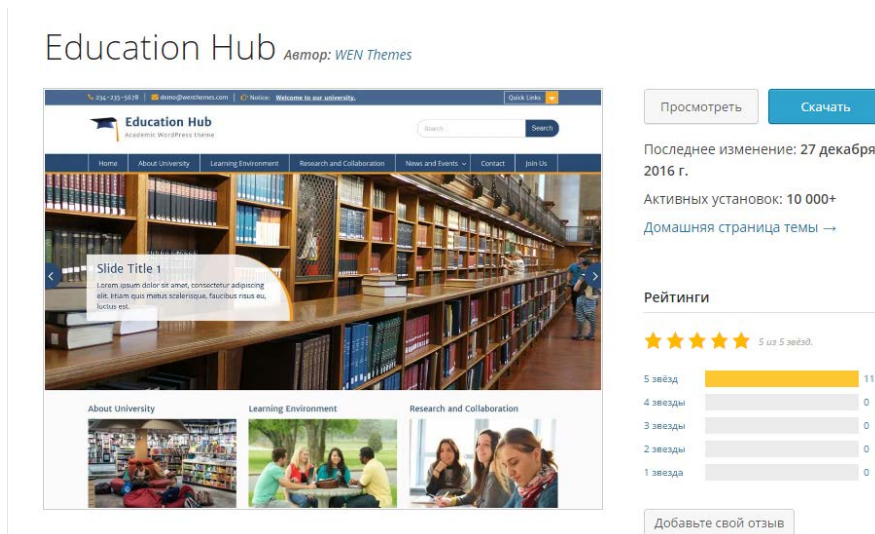 Education Hub Автор: WEN Themes
234-235-5678 demo@wenthemes.com Notice: Welcome to our university. Quick Links
Education Hub
Academic WordPress theme
Search Search
Home About University Learning Environment Research and Collaboration News and Events Contact Join Us
Slide Title 1
Lorem ipsum dolor sit amet, consectetur adipiscing
elit. Etiam quis metus scelerisque, faucibus risus eu,
luctus est.
About University Learning Environment Research and Collaboration
Просмотреть Скачать
Последнее изменение: 27 декабря
2016 г.
Активных установок: 10 000+
Домашняя страница темы →
Рейтинги
5 из 5 звёзд.
5 звёзд 11
4 звезды 0
3 звезды 0
2 звезды 0
1 звезда 0
Добавьте свой отзыв